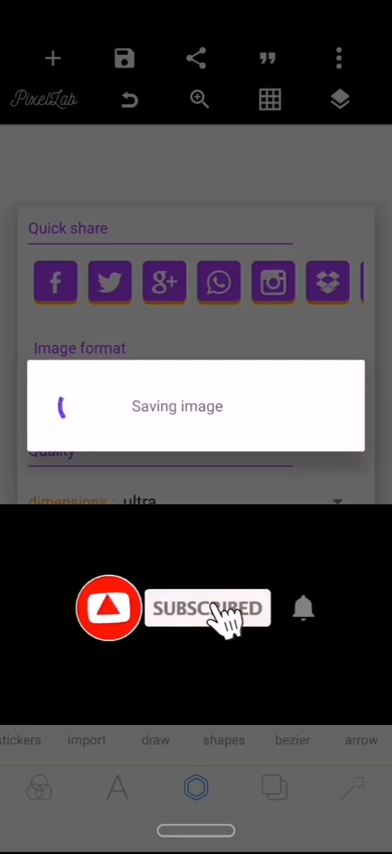 PixelLab
Quick share
Image format
Saving image
Quality
dimensions : ultra
SUBSCRIBED
stickers import draw shapes bezier arrow